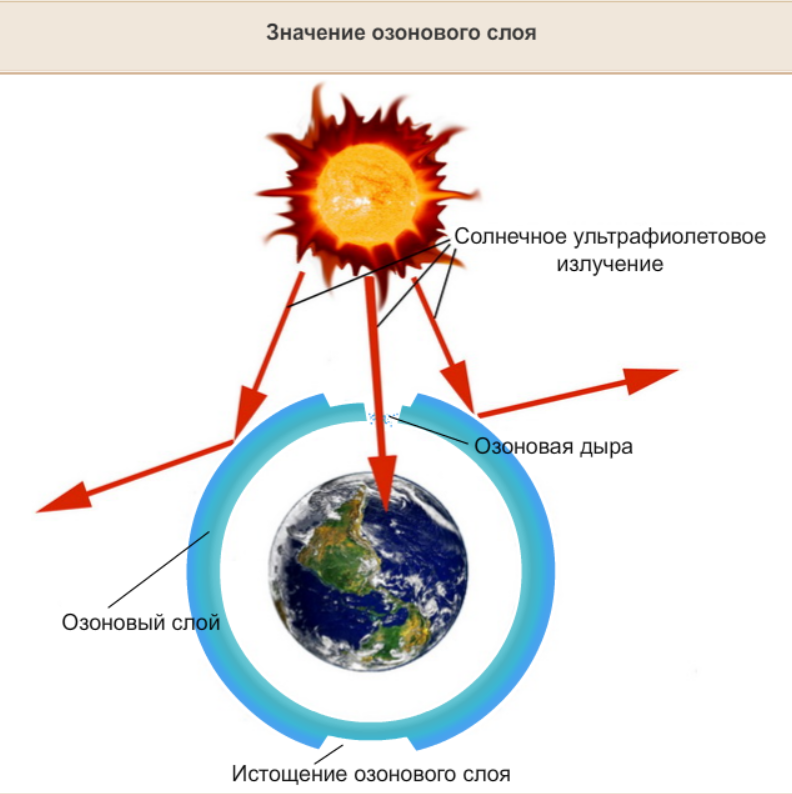 Значение озонового слоя
Солнечное ультрафиолетовое
излучение
Озоновая дыра
Озоновый слой
Истощение озонового слоя